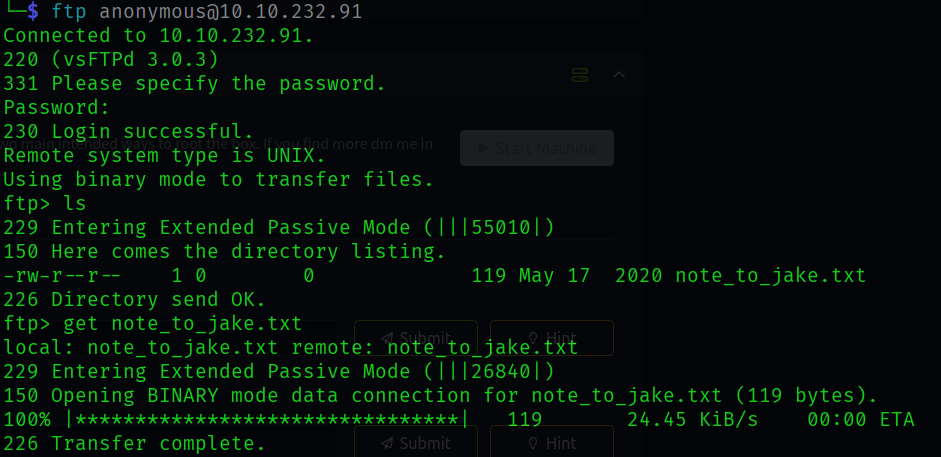 └─$ ftp anonymous@10.10.232.91
Connected to 10.10.232.91.
220 (vsFTPd 3.0.3)
331 Please specify the password.
Password:
230 Login successful.
wo main intended ways to root the box. If you find more dm me in
Start Machine
Remote system type is UNIX.
Using binary mode to transfer files.
ftp> ls
229 Entering Extended Passive Mode (|||55010|)
150 Here comes the directory listing.
-rw-r--r--    1 0        0             119 May 17  2020 note_to_jake.txt
226 Directory send OK.
ftp> get note_to_jake.txt
Submit
Hint
local: note_to_jake.txt remote: note_to_jake.txt
229 Entering Extended Passive Mode (|||26840|)
150 Opening BINARY mode data connection for note_to_jake.txt (119 bytes).
100% |********************************|   119       24.45 KiB/s    00:00 ETA
226 Transfer complete.
Submit
Hint